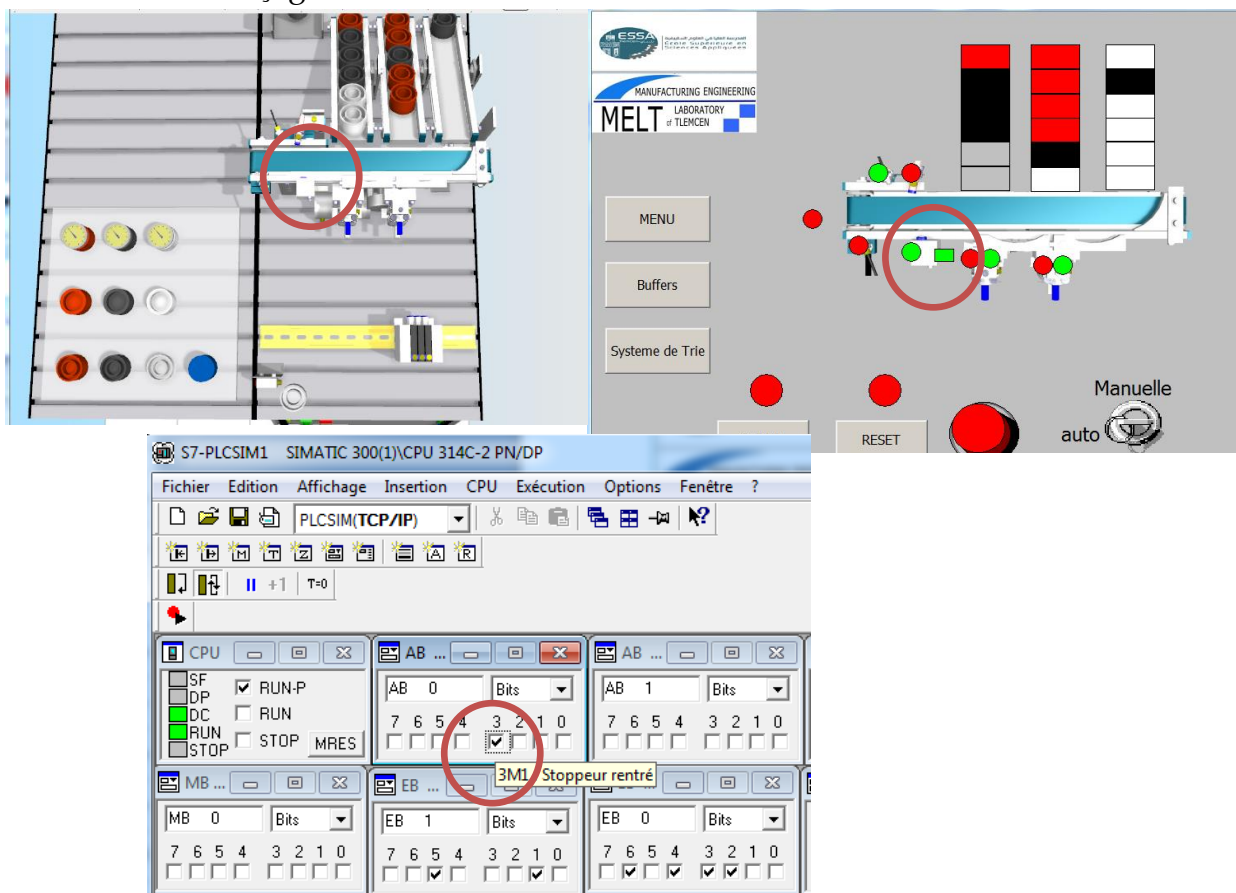 ESSA
Ecole Supérieure en
Sciences Appliquées
MANUFACTURING ENGINEERING
MELT LABORATORY
of TLEMCEN
MENU
Buffers
Systeme de Trie
RESET
Manuelle
auto
S7-PLCSIM1 SIMATIC 300(1)\CPU 314C-2 PN/DP
Fichier Edition Affichage Insertion CPU Exécution Options Fenêtre ?
PLCSIM(TCP/IP)
+1 T=0
CPU
SF
DP
DC
RUN
STOP
RUN-P
RUN
STOP MRES
AB ...
AB 0 Bits
7 6 5 4 3 2 1 0
3M1 Stoppeur rentré
AB ...
AB 1 Bits
7 6 5 4 3 2 1 0
MB ...
MB 0 Bits
7 6 5 4 3 2 1 0
EB ...
EB 1 Bits
7 6 5 4 3 2 1 0
EB 0 Bits
7 6 5 4 3 2 1 0